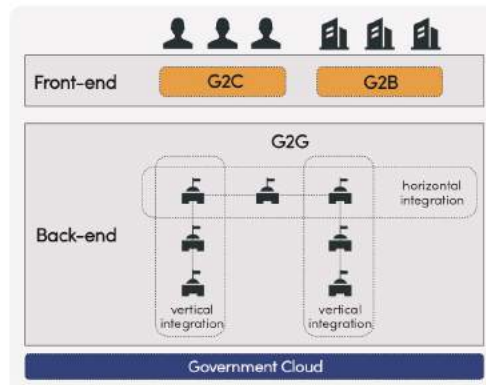 Front-end
G2C
G2B
G2G
horizontal
integration
Back-end
vertical
integration
vertical
integration
Government Cloud